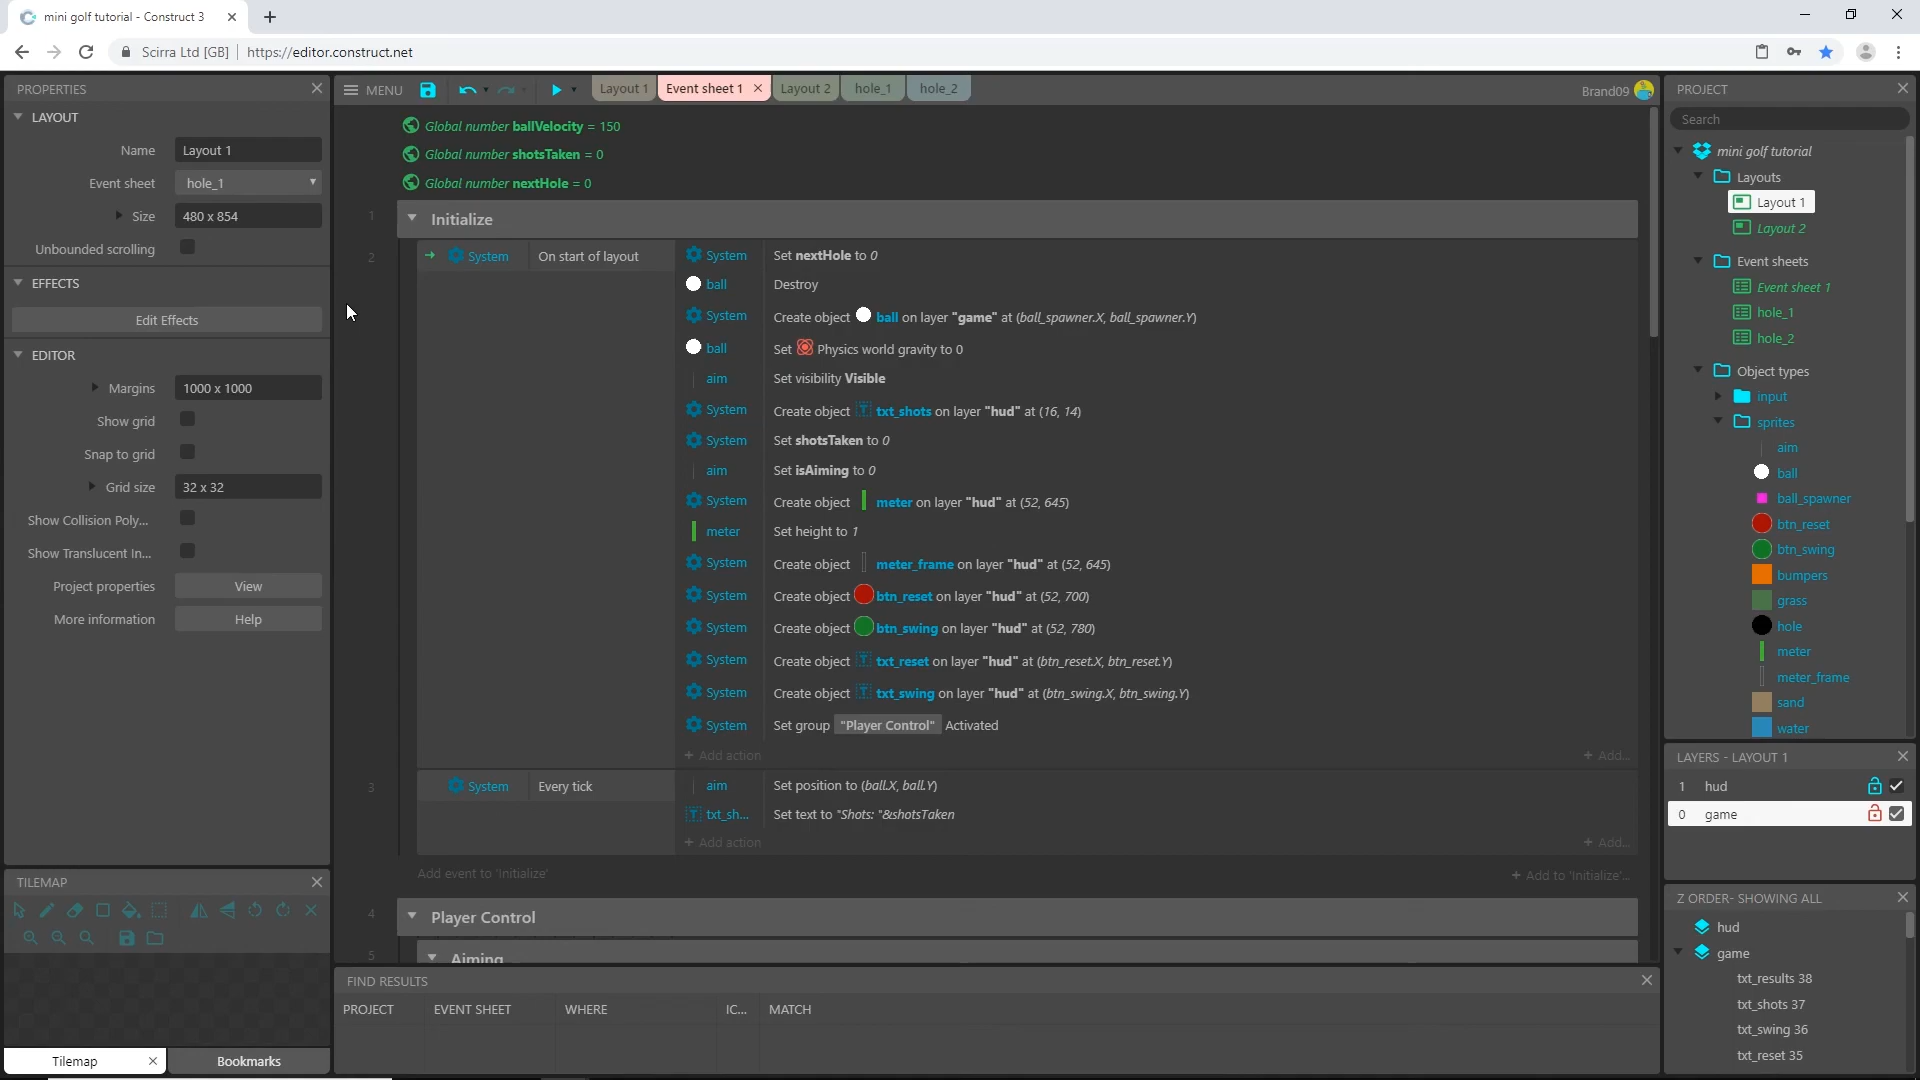 mini golf tutorial - Construct 3
Scirra Ltd [GB] https://editor.construct.net
PROPERTIES
LAYOUT
Name Layout 1
Event sheet hole_1
Size 480 x 854
Unbounded scrolling
EFFECTS
Edit Effects
EDITOR
Margins 1000 x 1000
Show grid
Snap to grid
Grid size 32 x 32
Show Collision Poly...
Show Translucent In...
Project properties View
More information Help
TILEMAP
Tilemap Bookmarks
MENU Layout 1 Event sheet 1 Layout 2 hole_1 hole_2 Brand09
Global number ballVelocity = 150
Global number shotsTaken = 0
Global number nextHole = 0
1 Initialize
2 System On start of layout System Set nextHole to 0
ball Destroy
System Create object ball on layer "game" at (ball_spawner.X, ball_spawner.Y)
ball Set Physics world gravity to 0
aim Set visibility Visible
System Create object txt_shots on layer "hud" at (16, 14)
System Set shotsTaken to 0
aim Set isAiming to 0
System Create object meter on layer "hud" at (52, 645)
meter Set height to 1
System Create object meter_frame on layer "hud" at (52, 645)
System Create object btn_reset on layer "hud" at (52, 700)
System Create object btn_swing on layer "hud" at (52, 780)
System Create object txt_reset on layer "hud" at (btn_reset.X, btn_reset.Y)
System Create object txt_swing on layer "hud" at (btn_swing.X, btn_swing.Y)
System Set group "Player Control" Activated
+ Add action + Add...
3 System Every tick aim Set position to (ball.X, ball.Y)
txt_sh... Set text to "Shots: "&shotsTaken
+ Add action + Add...
Add event to 'Initialize' + Add to 'Initialize'...
4 Player Control
5 Aiming
FIND RESULTS
PROJECT EVENT SHEET WHERE IC... MATCH
PROJECT
Search
mini golf tutorial
Layouts
Layout 1
Layout 2
Event sheets
Event sheet 1
hole_1
hole_2
Object types
input
sprites
aim
ball
ball_spawner
btn_reset
btn_swing
bumpers
grass
hole
meter
meter_frame
sand
water
LAYERS - LAYOUT 1
1 hud
0 game
Z ORDER- SHOWING ALL
hud
game
txt_results 38
txt_shots 37
txt_swing 36
txt_reset 35